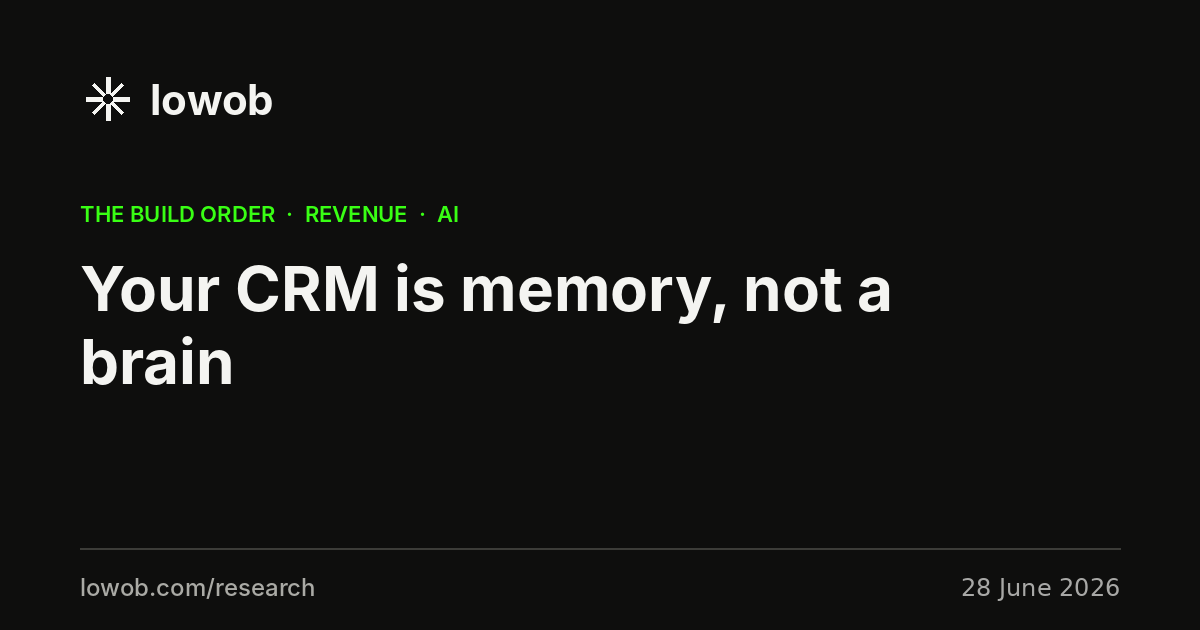 lowob
THE BUILD ORDER · REVENUE · AI
Your CRM is memory, not a
brain
lowob.com/research
28 June 2026